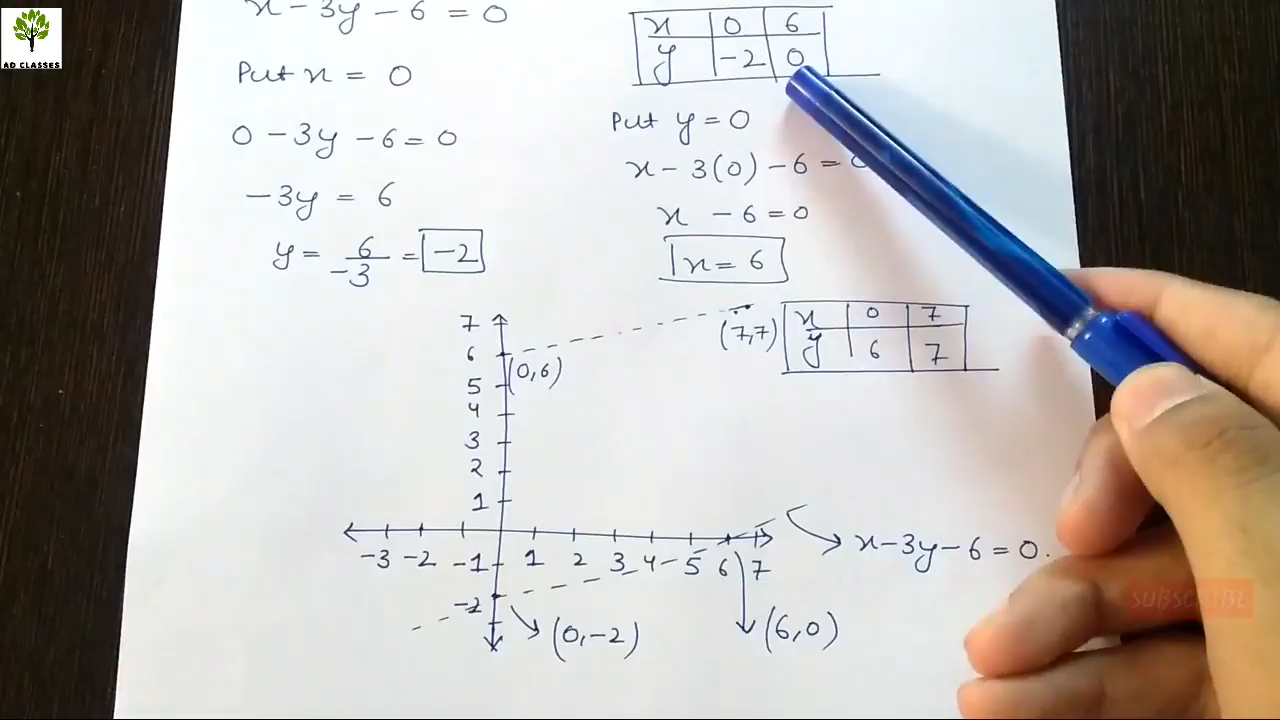 AD CLASSES
x - 3y - 6 = 0
Put x = 0
0 - 3y - 6 = 0
-3y = 6
y = 6/-3 = -2
x 0 6
y -2 0
Put y = 0
x - 3(0) - 6 = 0
x - 6 = 0
x = 6
x 0 7
y 6 7
(7,7)
(0,6)
7
6
5
4
3
2
1
-3 -2 -1 1 2 3 4 5 6 7
-2
x-3y-6=0.
(0,-2)
(6,0)
SUBSCRIBE